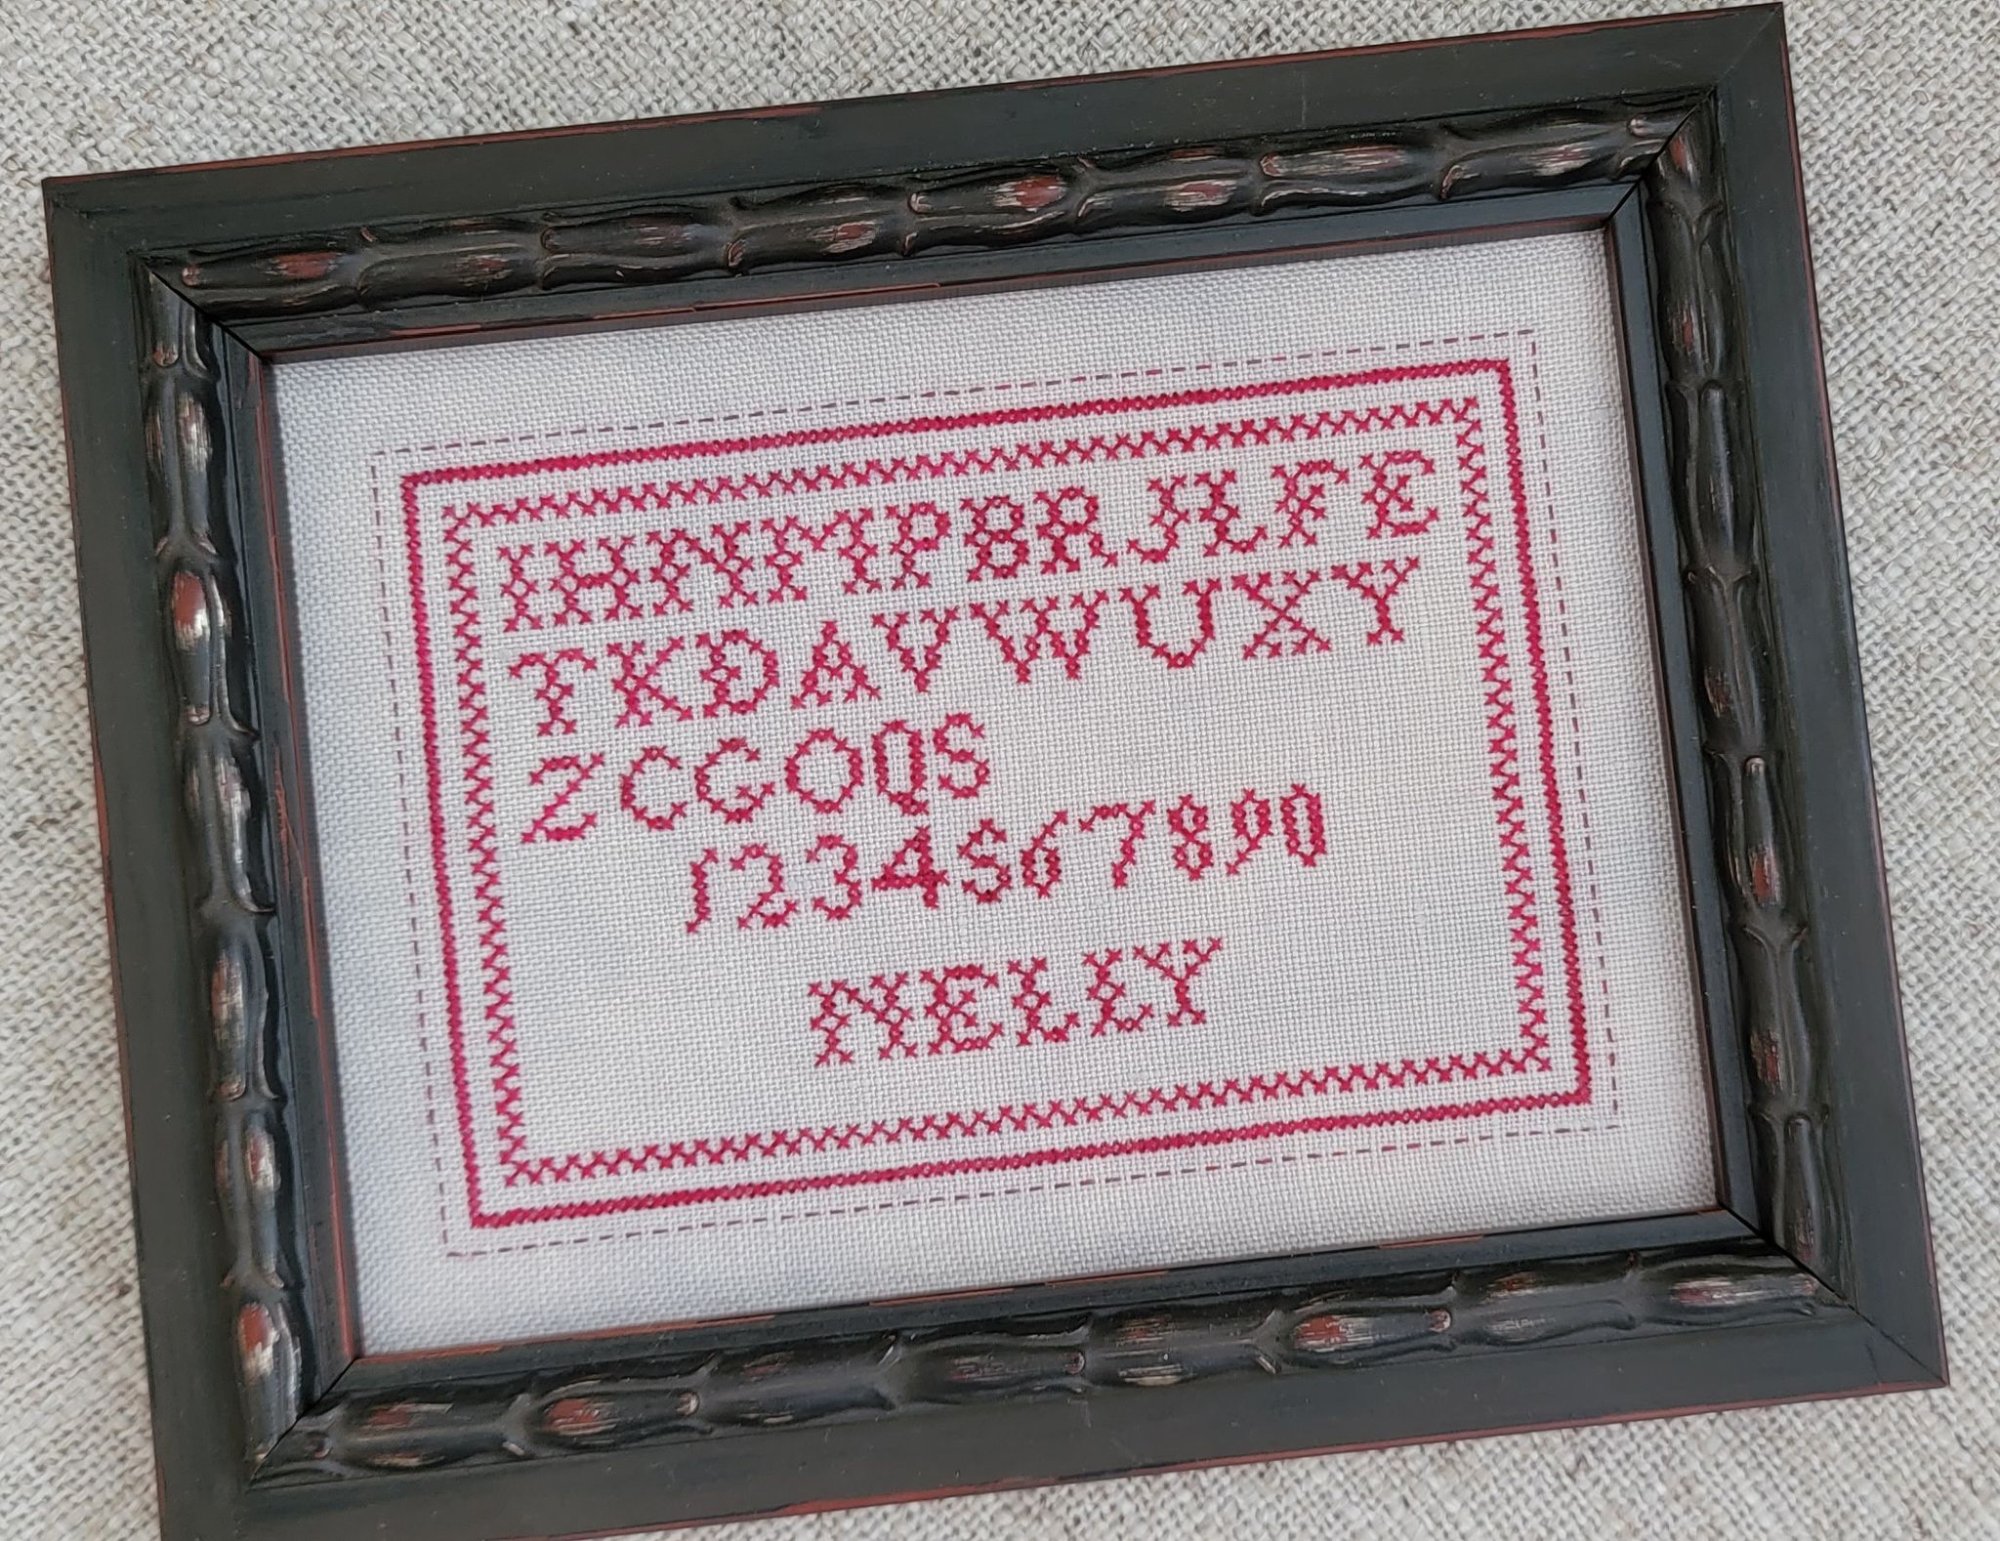 IHNMPBRJLFE
TKDAVWUXY
ZCGOQS
1234567890
NELLY